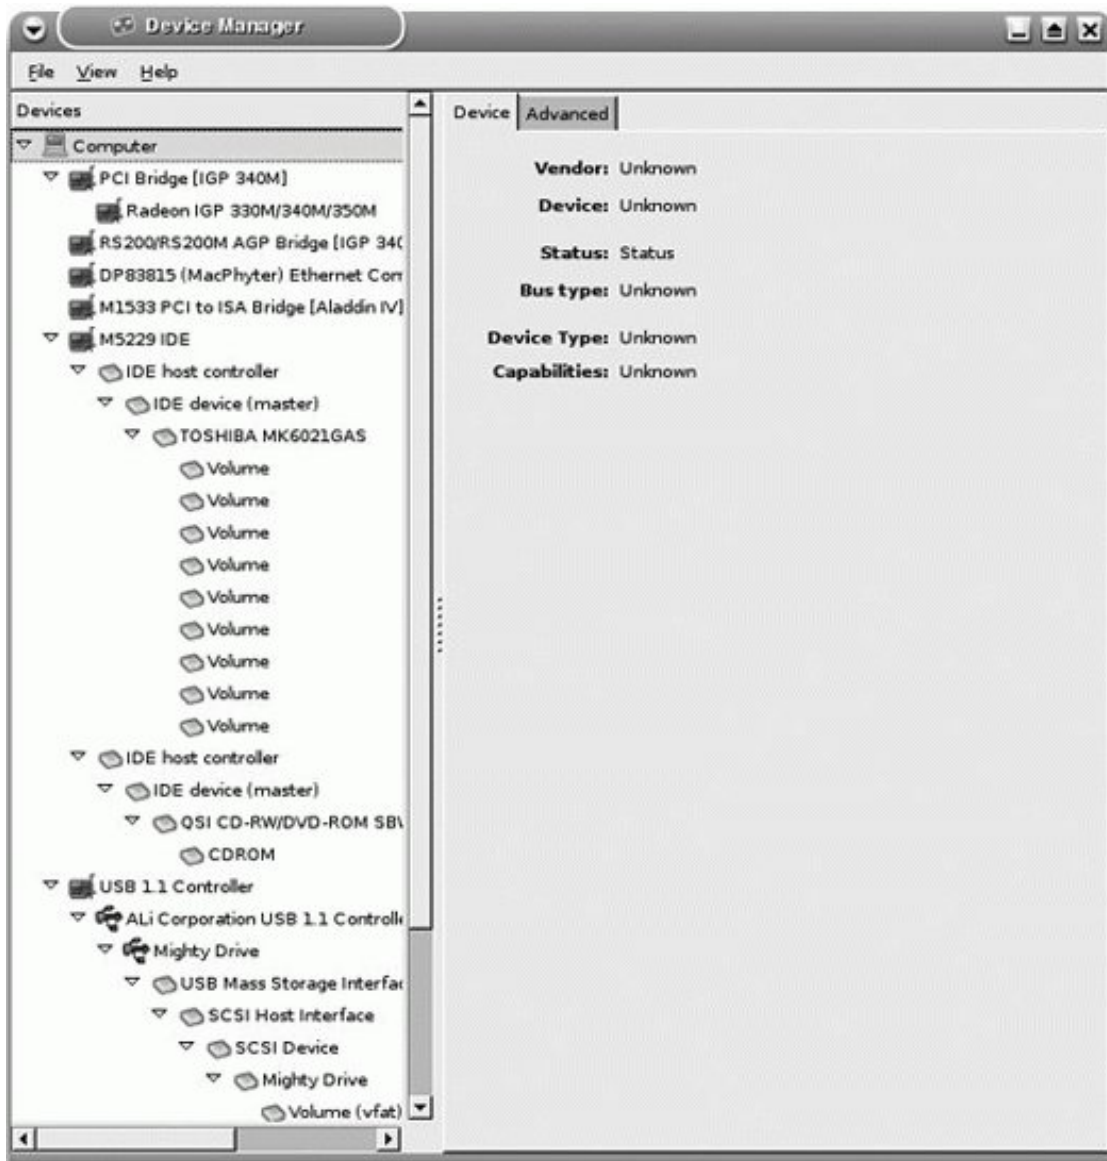 Device Manager
File View Help
Devices
Computer
PCI Bridge [IGP 340M]
Radeon IGP 330M/340M/350M
RS200/RS200M AGP Bridge [IGP 340
DP83815 (MacPhyter) Ethernet Con
M1533 PCI to ISA Bridge [Aladdin IV]
M5229 IDE
IDE host controller
IDE device (master)
TOSHIBA MK6021GAS
Volume
Volume
Volume
Volume
Volume
Volume
Volume
Volume
Volume
IDE host controller
IDE device (master)
QSI CD-RW/DVD-ROM SBV
CDROM
USB 1.1 Controller
ALi Corporation USB 1.1 Controlle
Mighty Drive
USB Mass Storage Interfac
SCSI Host Interface
SCSI Device
Mighty Drive
Volume (vfat)
Device Advanced
Vendor: Unknown
Device: Unknown
Status: Status
Bus type: Unknown
Device Type: Unknown
Capabilities: Unknown